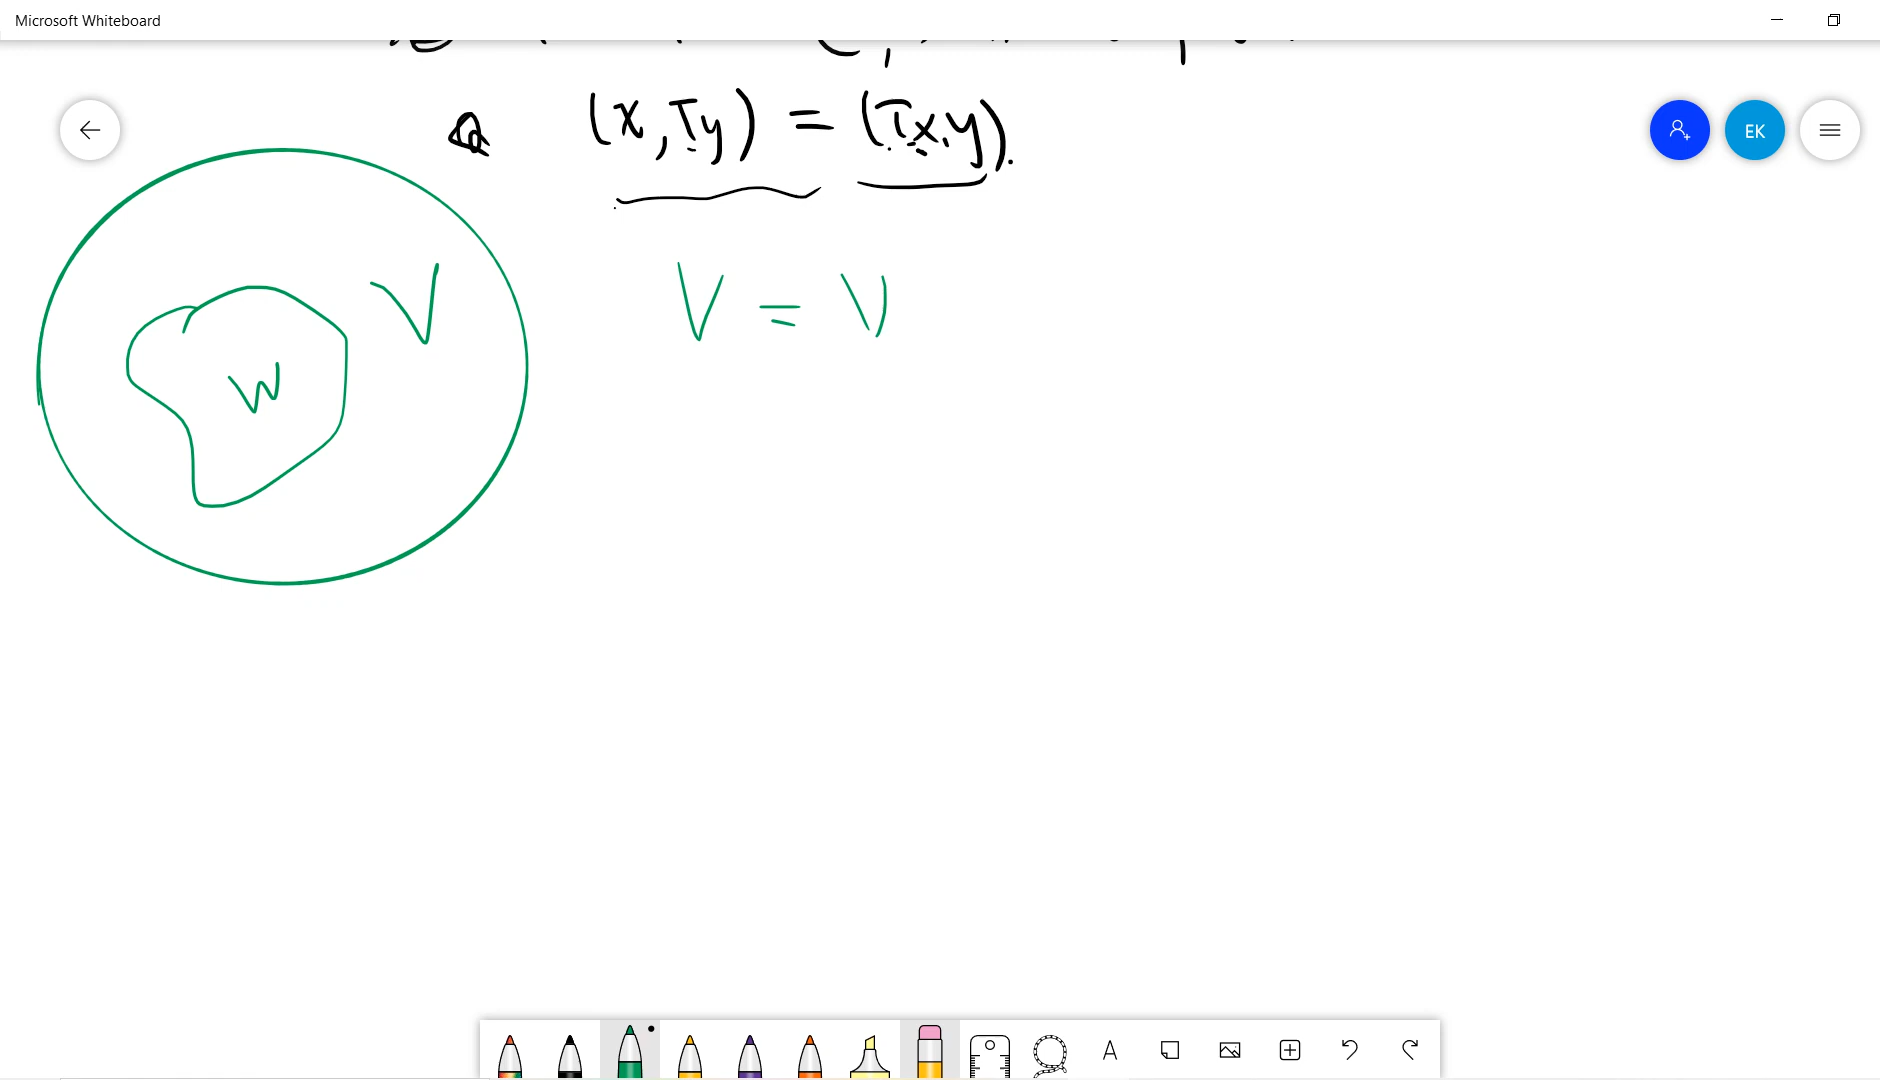 Microsoft Whiteboard
(x, Ty) = (Tx, y).
EK
V
V = V
W
A